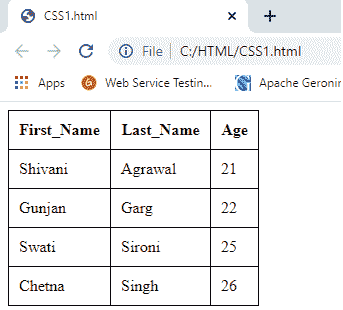 CSS1.html
File | C:/HTML/CSS1.html
Apps Web Service Testin... Apache Geronin
First_Name Last_Name Age
Shivani Agrawal 21
Gunjan Garg 22
Swati Sironi 25
Chetna Singh 26